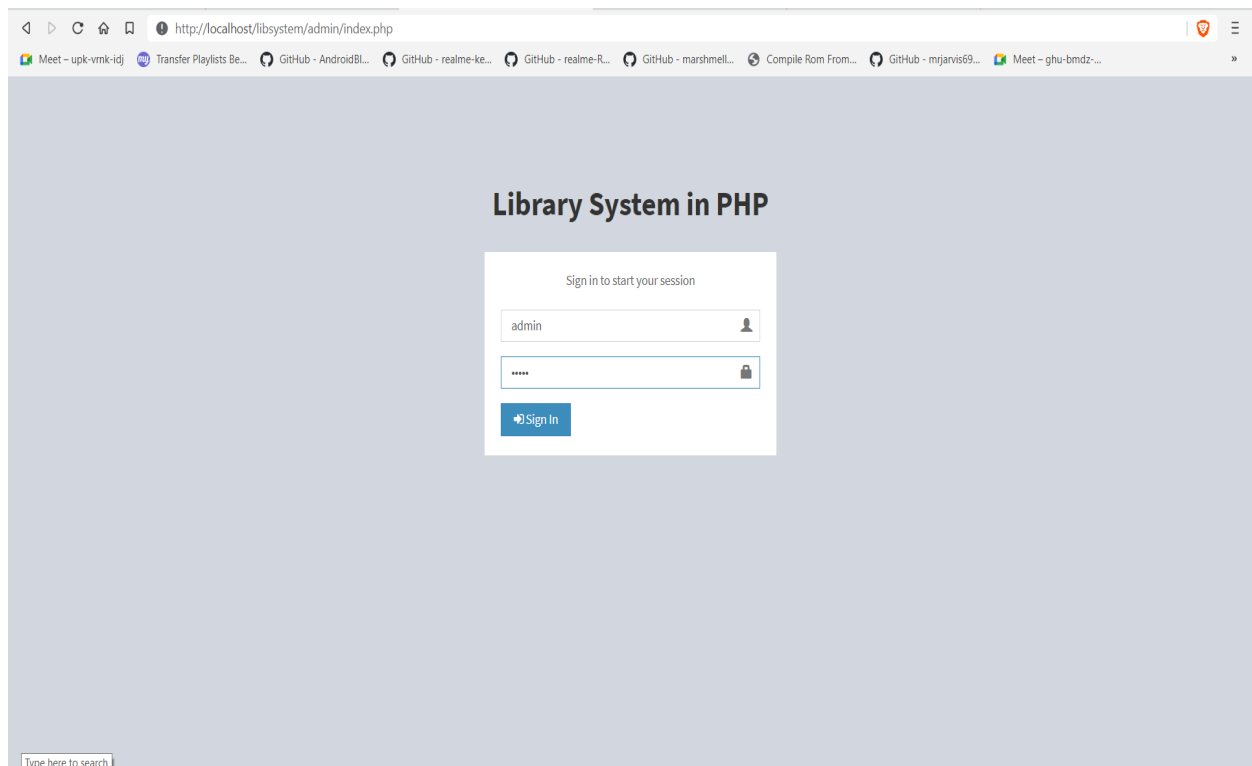 http://localhost/libsystem/admin/index.php
Meet – upk-vrnk-idj my Transfer Playlists Be... GitHub - AndroidBl... GitHub - realme-ke... GitHub - realme-R... GitHub - marshmell... Compile Rom From... GitHub - mrjarvis69... Meet – ghu-bmdz-... »
Library System in PHP
Sign in to start your session
admin
•••••
Sign In
Type here to search